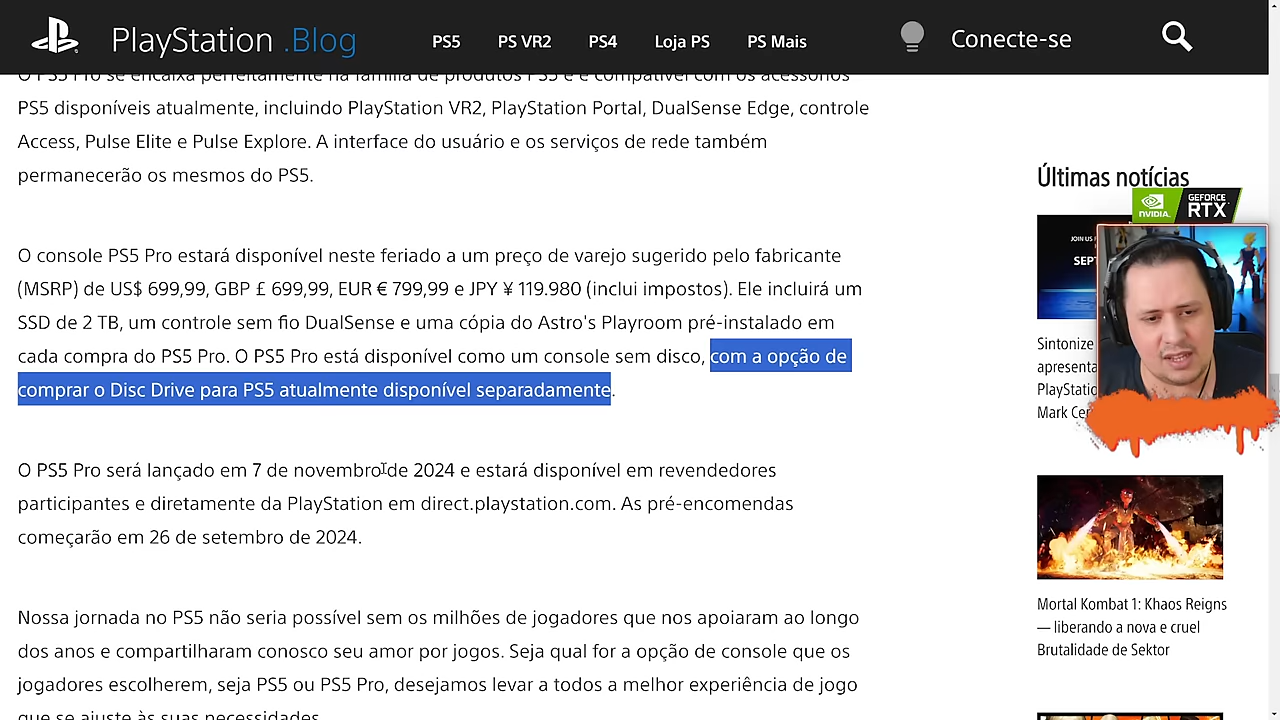 PlayStation .Blog
PS5
PS VR2
PS4
Loja PS
PS Mais
Conecte-se
O PS5 Pro se encaixa perfeitamente na família de produtos PS5 e é compatível com os acessórios
PS5 disponíveis atualmente, incluindo PlayStation VR2, PlayStation Portal, DualSense Edge, controle
Access, Pulse Elite e Pulse Explore. A interface do usuário e os serviços de rede também
permanecerão os mesmos do PS5.
O console PS5 Pro estará disponível neste feriado a um preço de varejo sugerido pelo fabricante
(MSRP) de US$ 699,99, GBP £ 699,99, EUR € 799,99 e JPY ¥ 119.980 (inclui impostos). Ele incluirá um
SSD de 2 TB, um controle sem fio DualSense e uma cópia do Astro's Playroom pré-instalado em
cada compra do PS5 Pro. O PS5 Pro está disponível como um console sem disco, com a opção de
comprar o Disc Drive para PS5 atualmente disponível separadamente.
O PS5 Pro será lançado em 7 de novembro de 2024 e estará disponível em revendedores
participantes e diretamente da PlayStation em direct.playstation.com. As pré-encomendas
começarão em 26 de setembro de 2024.
Nossa jornada no PS5 não seria possível sem os milhões de jogadores que nos apoiaram ao longo
dos anos e compartilharam conosco seu amor por jogos. Seja qual for a opção de console que os
jogadores escolherem, seja PS5 ou PS5 Pro, desejamos levar a todos a melhor experiência de jogo
que se ajuste às suas necessidades.
Últimas notícias
NVIDIA.
GEFORCE
RTX
JOIN US
SEPT
Sintonize
apresenta
PlayStatio
Mark Cer
Mortal Kombat 1: Khaos Reigns
— liberando a nova e cruel
Brutalidade de Sektor